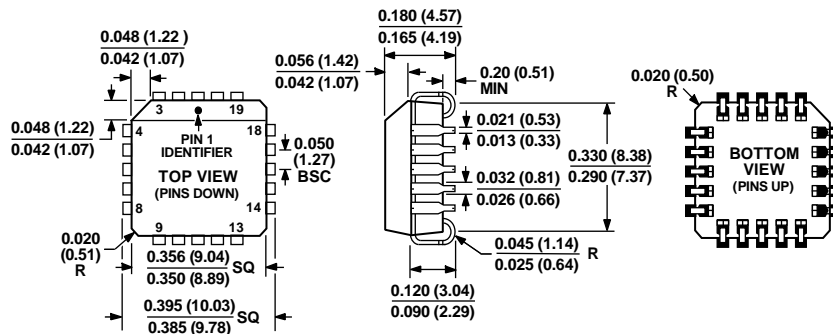 0.180 (4.57)
0.165 (4.19)
0.048 (1.22 )
0.042 (1.07)
0.056 (1.42)
0.042 (1.07)
0.20 (0.51)
MIN
0.020 (0.50)
R
0.048 (1.22)
0.042 (1.07)
3
19
4
18
PIN 1
IDENTIFIER
TOP VIEW
(PINS DOWN)
0.050
(1.27)
BSC
8
14
9
13
0.020
(0.51)
R
0.356 (9.04)
0.350 (8.89)
SQ
0.395 (10.03)
0.385 (9.78)
SQ
0.021 (0.53)
0.013 (0.33)
0.032 (0.81)
0.026 (0.66)
0.330 (8.38)
0.290 (7.37)
0.045 (1.14)
0.025 (0.64)
R
0.120 (3.04)
0.090 (2.29)
BOTTOM
VIEW
(PINS UP)